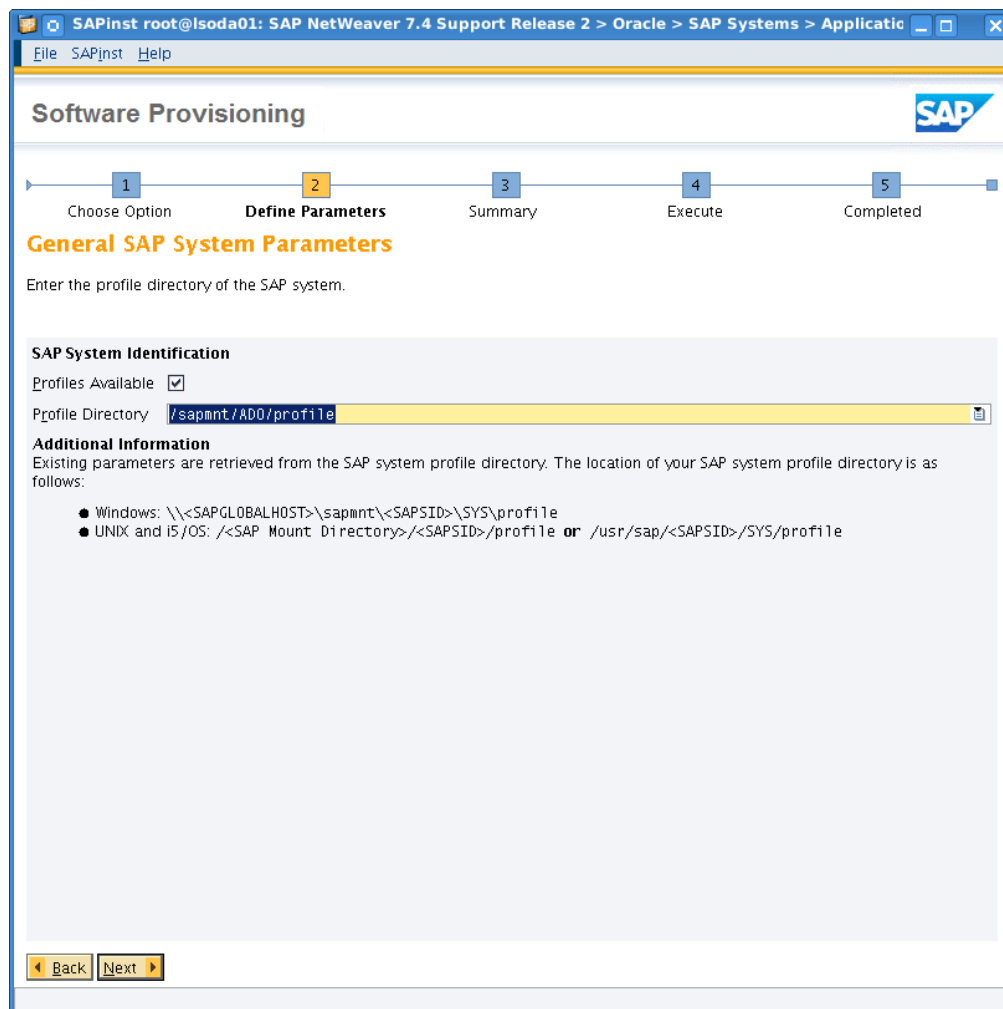 SAPinst root@lsoda01: SAP NetWeaver 7.4 Support Release 2 > Oracle > SAP Systems > Applicatic
File SAPinst Help
Software Provisioning
SAP
1 2 3 4 5
Choose Option Define Parameters Summary Execute Completed
General SAP System Parameters
Enter the profile directory of the SAP system.
SAP System Identification
Profiles Available
Profile Directory /sapmnt/ADO/profile
Additional Information
Existing parameters are retrieved from the SAP system profile directory. The location of your SAP system profile directory is as
follows:
● Windows: \\<SAPGLOBALHOST>\sapmnt\<SAPSID>\SYS\profile
● UNIX and i5/OS: /<SAP Mount Directory>/<SAPSID>/profile or /usr/sap/<SAPSID>/SYS/profile
Back Next